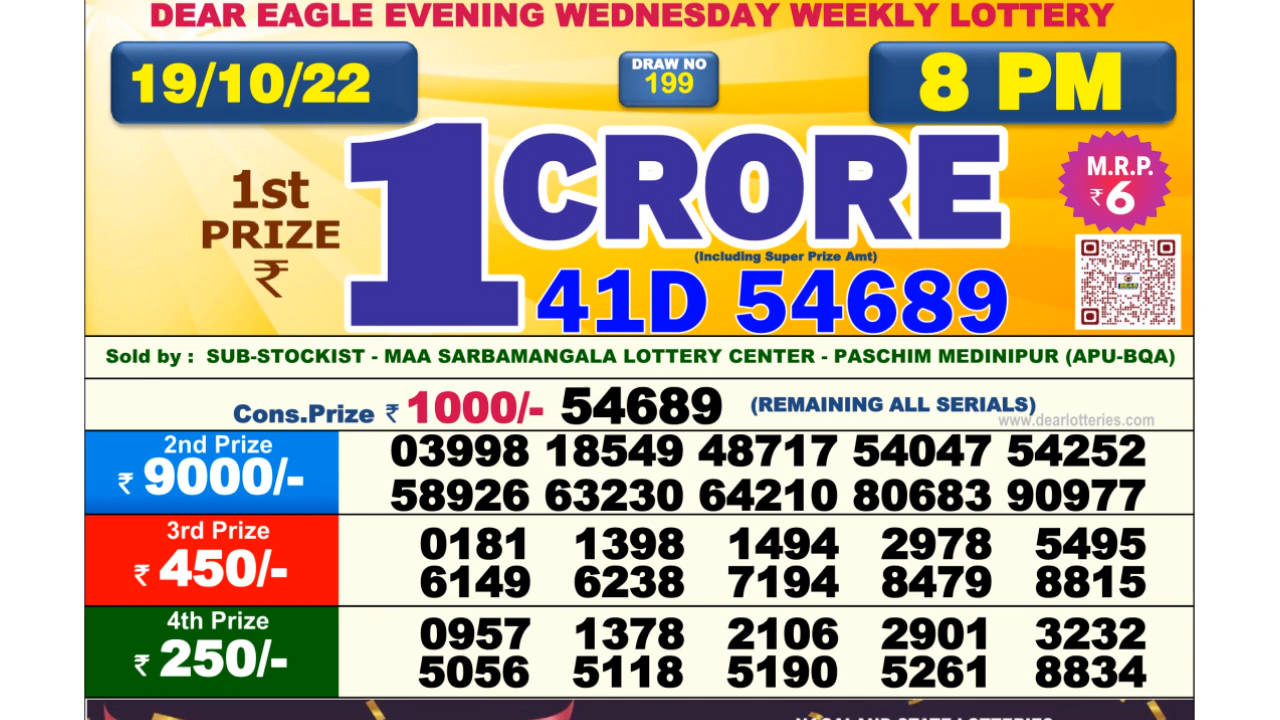 DEAR EAGLE EVENING WEDNESDAY WEEKLY LOTTERY
19/10/22
DRAW NO
199
8 PM
1st
PRIZE
₹
1 CRORE
(Including Super Prize Amt)
41D 54689
M.R.P.
₹ 6
Sold by : SUB-STOCKIST - MAA SARBAMANGALA LOTTERY CENTER - PASCHIM MEDINIPUR (APU-BQA)
Cons.Prize ₹ 1000/- 54689 (REMAINING ALL SERIALS)
www.dearlotteries.com
2nd Prize
₹ 9000/-
03998 18549 48717 54047 54252
58926 63230 64210 80683 90977
3rd Prize
₹ 450/-
0181 1398 1494 2978 5495
6149 6238 7194 8479 8815
4th Prize
₹ 250/-
0957 1378 2106 2901 3232
5056 5118 5190 5261 8834
NAGALAND STATE LOTTERIES